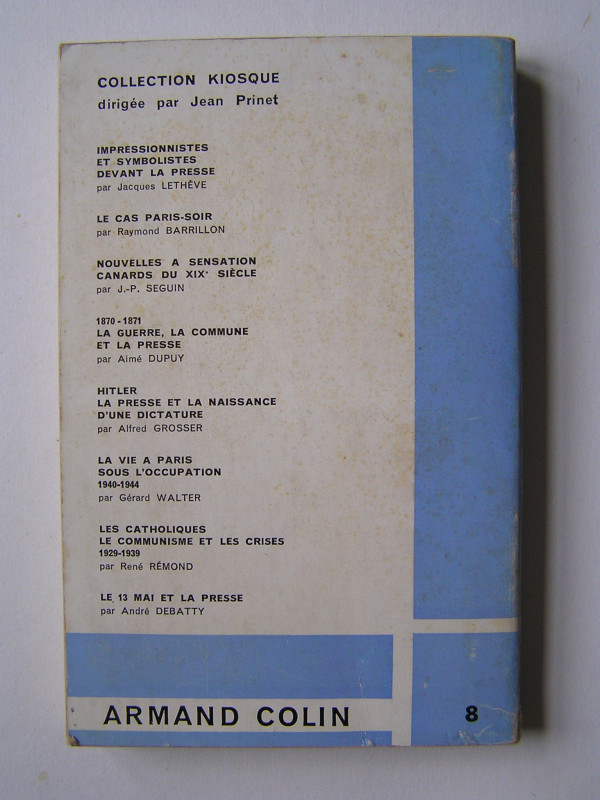 COLLECTION KIOSQUE
dirigée par Jean Prinet
IMPRESSIONNISTES
ET SYMBOLISTES
DEVANT LA PRESSE
par Jacques LETHÈVE
LE CAS PARIS-SOIR
par Raymond BARRILLON
NOUVELLES A SENSATION
CANARDS DU XIXe SIÈCLE
par J.-P. SEGUIN
1870-1871
LA GUERRE, LA COMMUNE
ET LA PRESSE
par Aimé DUPUY
HITLER
LA PRESSE ET LA NAISSANCE
D'UNE DICTATURE
par Alfred GROSSER
LA VIE A PARIS
SOUS L'OCCUPATION
1940-1944
par Gérard WALTER
LES CATHOLIQUES
LE COMMUNISME ET LES CRISES
1929-1939
par René RÉMOND
LE 13 MAI ET LA PRESSE
par André DEBATTY
ARMAND COLIN
8